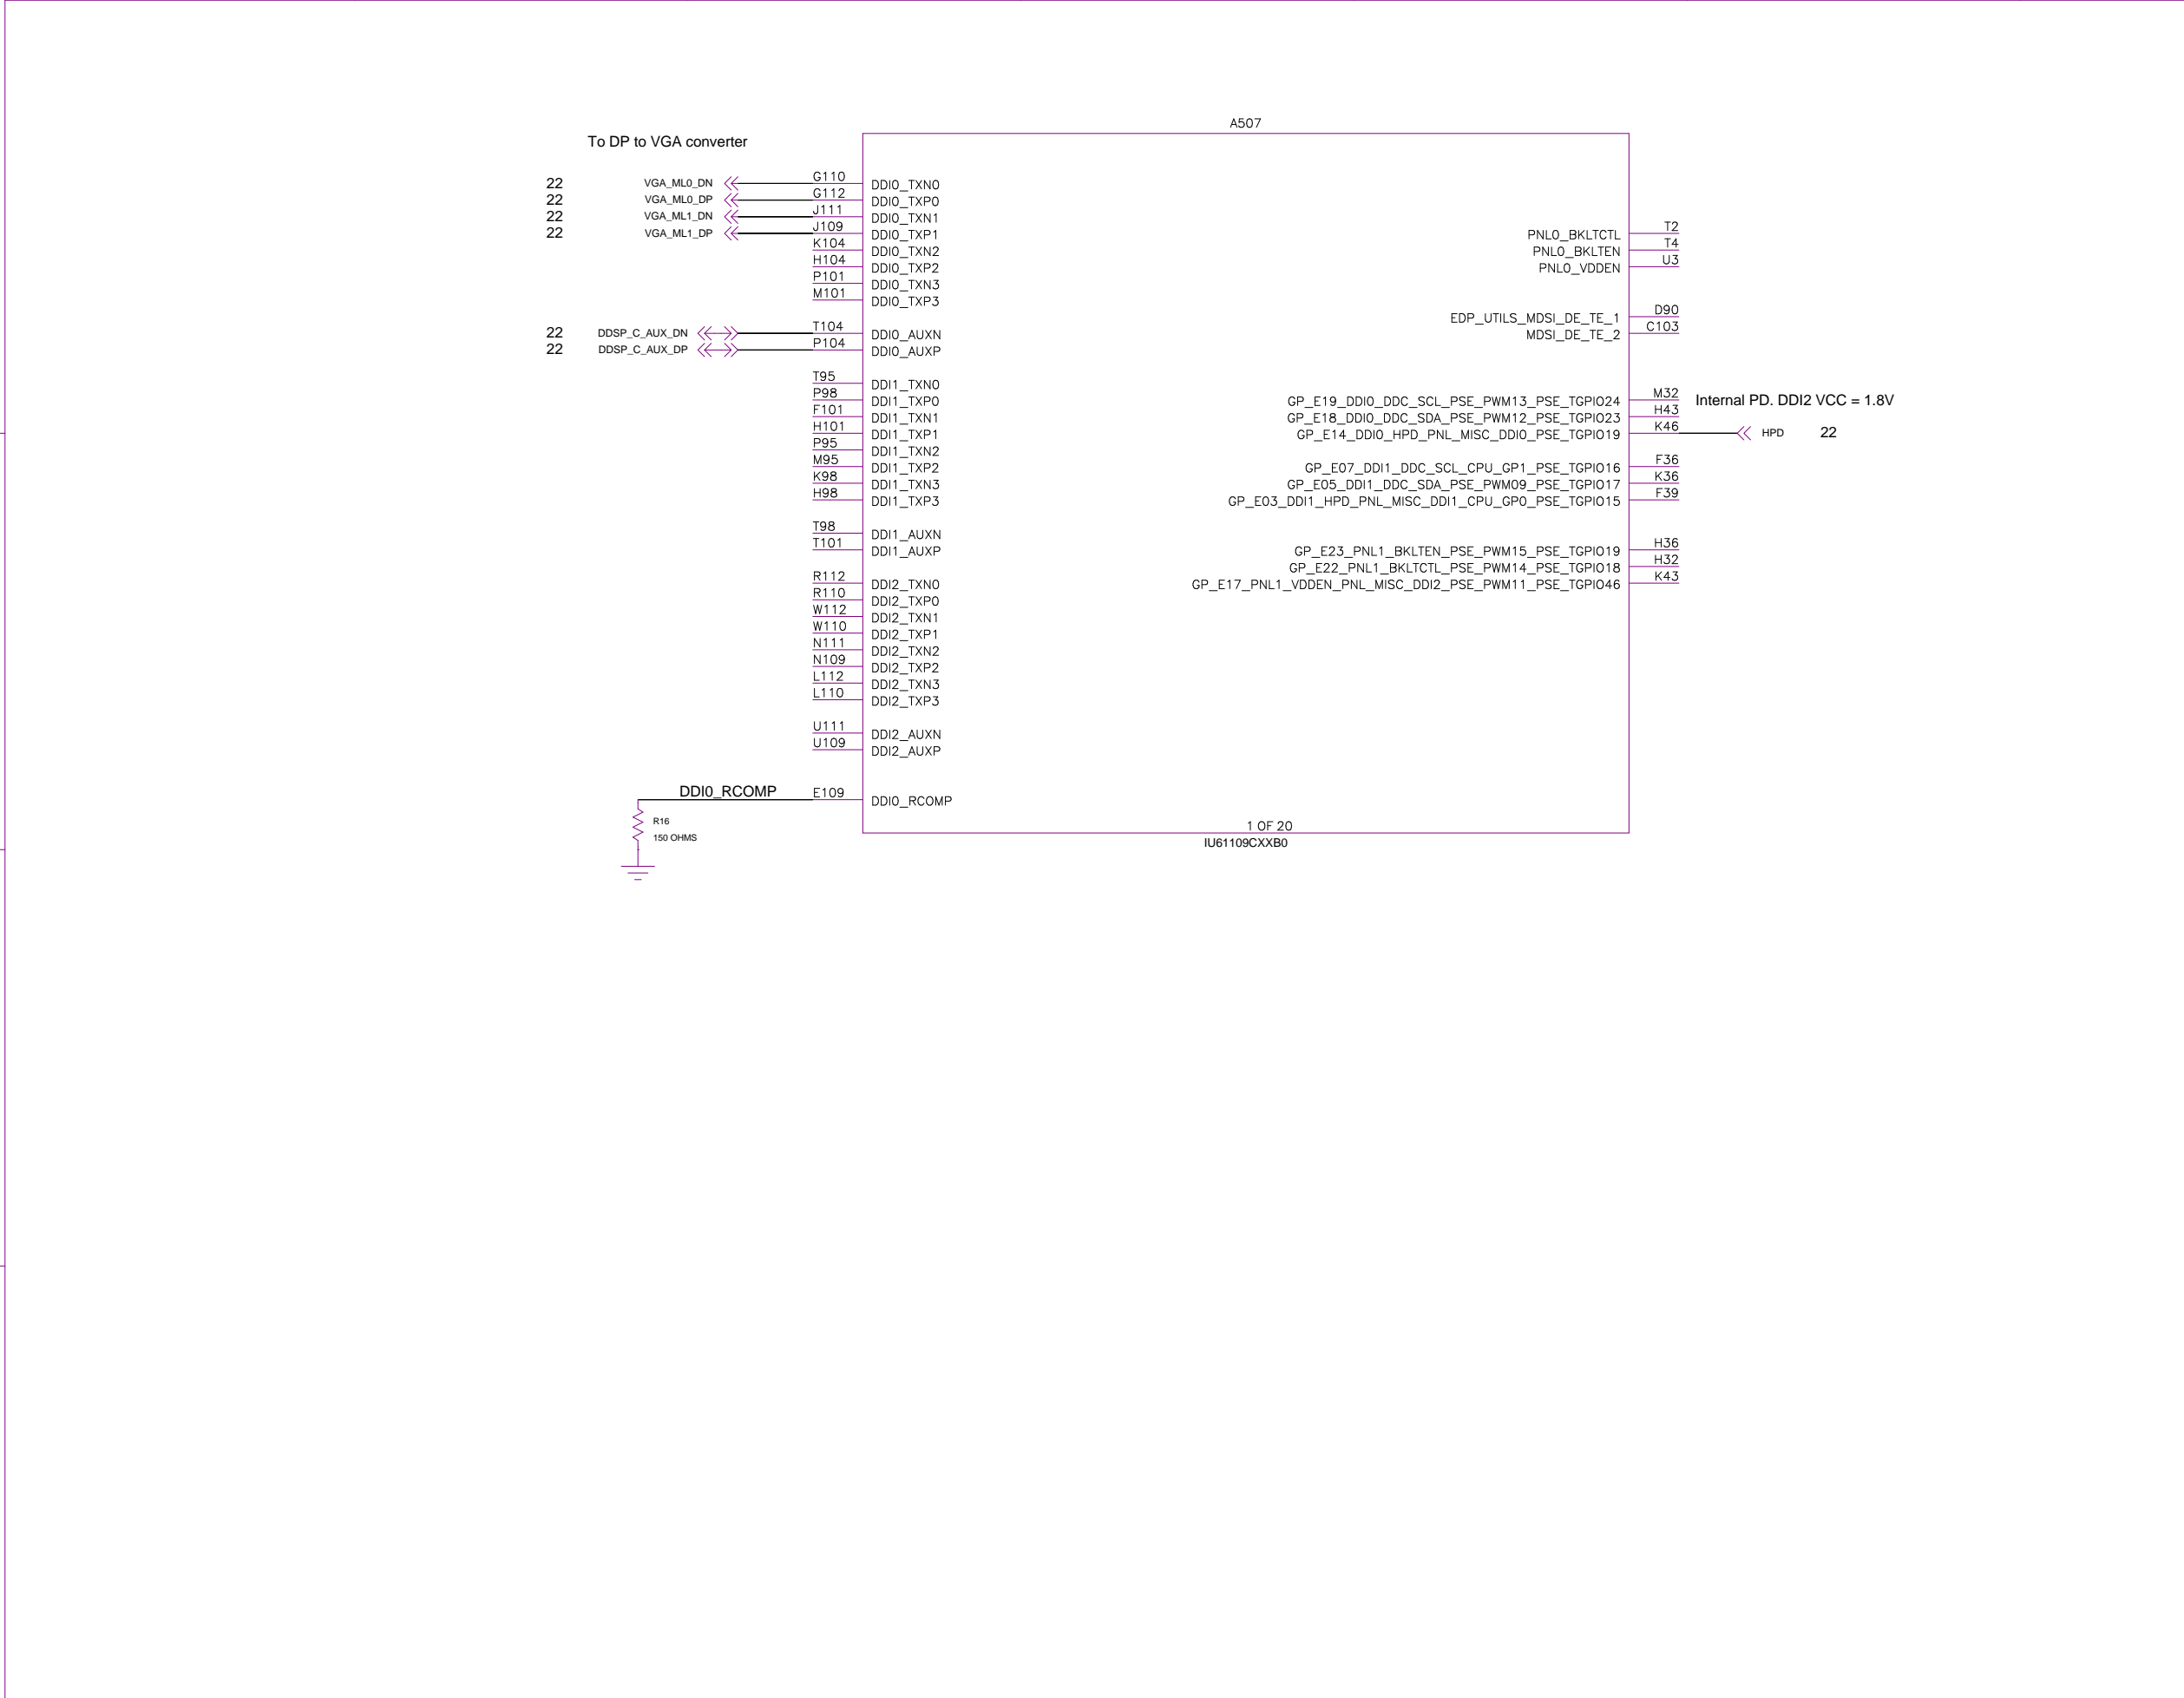 A507
To DP to VGA converter
22 VGA_ML0_DN G110 DDI0_TXN0
22 VGA_ML0_DP G112 DDI0_TXP0
22 VGA_ML1_DN J111 DDI0_TXN1
22 VGA_ML1_DP J109 DDI0_TXP1 PNL0_BKLTCTL T2
K104 DDI0_TXN2 PNL0_BKLTEN T4
H104 DDI0_TXP2 PNL0_VDDEN U3
P101 DDI0_TXN3
M101 DDI0_TXP3 EDP_UTILS_MDSI_DE_TE_1 D90
22 DDSP_C_AUX_DN T104 DDI0_AUXN MDSI_DE_TE_2 C103
22 DDSP_C_AUX_DP P104 DDI0_AUXP
T95 DDI1_TXN0
P98 DDI1_TXP0 GP_E19_DDI0_DDC_SCL_PSE_PWM13_PSE_TGPIO24 M32 Internal PD. DDI2 VCC = 1.8V
F101 DDI1_TXN1 GP_E18_DDI0_DDC_SDA_PSE_PWM12_PSE_TGPIO23 H43
H101 DDI1_TXP1 GP_E14_DDI0_HPD_PNL_MISC_DDI0_PSE_TGPIO19 K46 HPD 22
P95 DDI1_TXN2
M95 DDI1_TXP2 GP_E07_DDI1_DDC_SCL_CPU_GP1_PSE_TGPIO16 F36
K98 DDI1_TXN3 GP_E05_DDI1_DDC_SDA_PSE_PWM09_PSE_TGPIO17 K36
H98 DDI1_TXP3 GP_E03_DDI1_HPD_PNL_MISC_DDI1_CPU_GP0_PSE_TGPIO15 F39
T98 DDI1_AUXN
T101 DDI1_AUXP GP_E23_PNL1_BKLTEN_PSE_PWM15_PSE_TGPIO19 H36
GP_E22_PNL1_BKLTCTL_PSE_PWM14_PSE_TGPIO18 H32
R112 DDI2_TXN0 GP_E17_PNL1_VDDEN_PNL_MISC_DDI2_PSE_PWM11_PSE_TGPIO46 K43
R110 DDI2_TXP0
W112 DDI2_TXN1
W110 DDI2_TXP1
N111 DDI2_TXN2
N109 DDI2_TXP2
L112 DDI2_TXN3
L110 DDI2_TXP3
U111 DDI2_AUXN
U109 DDI2_AUXP
DDI0_RCOMP E109 DDI0_RCOMP
R16
150 OHMS
1 OF 20
IU61109CXXB0